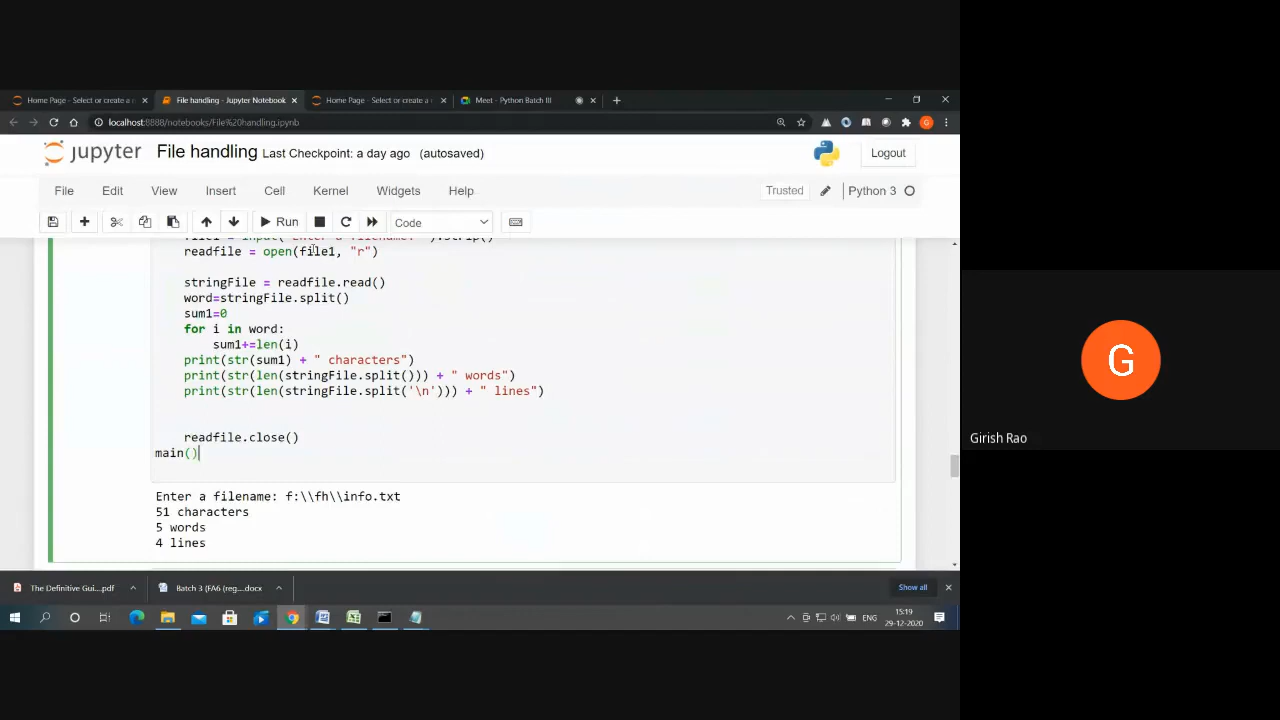 Home Page - Select or create a n
File handling - Jupyter Notebook
Home Page - Select or create a n
Meet - Python Batch III
localhost:8888/notebooks/File%20handling.ipynb
jupyter File handling Last Checkpoint: a day ago (autosaved)
Logout
File Edit View Insert Cell Kernel Widgets Help
Trusted Python 3
Run Code
file1 = input("Enter a filename: ").strip()
readfile = open(file1, "r")
stringFile = readfile.read()
word=stringFile.split()
sum1=0
for i in word:
sum1+=len(i)
print(str(sum1) + " characters")
print(str(len(stringFile.split())) + " words")
print(str(len(stringFile.split('\n'))) + " lines")
readfile.close()
main()
Enter a filename: f:\\fh\\info.txt
51 characters
5 words
4 lines
G
Girish Rao
The Definitive Gui....pdf
Batch 3 (FA6 (reg....docx
Show all
ENG
15:19
29-12-2020